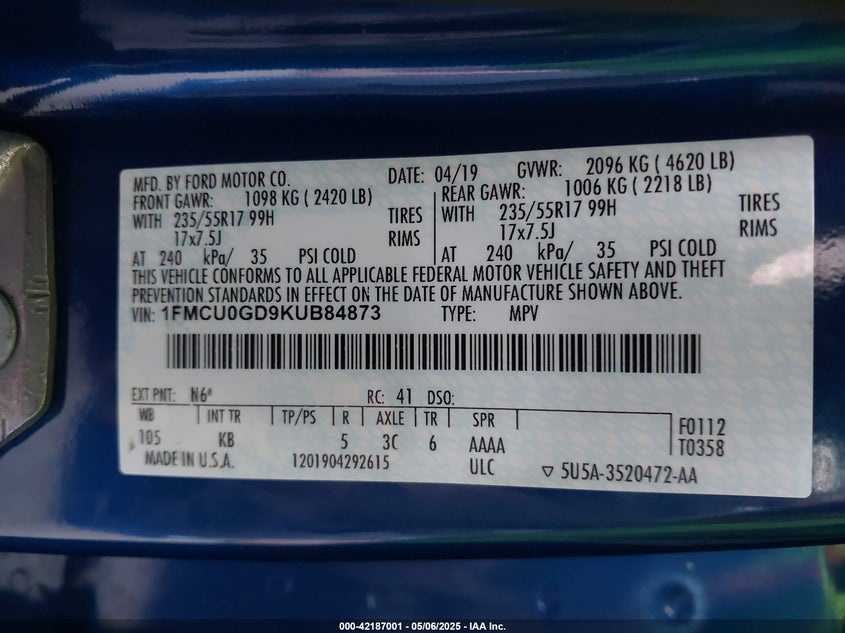 MFD. BY FORD MOTOR CO. DATE: 04/19 GVWR: 2096 KG ( 4620 LB)
FRONT GAWR: 1098 KG ( 2420 LB) REAR GAWR: 1006 KG ( 2218 LB)
WITH 235/55R17 99H TIRES WITH 235/55R17 99H TIRES
17x7.5J RIMS 17x7.5J RIMS
AT 240 kPa/ 35 PSI COLD AT 240 kPa/ 35 PSI COLD
THIS VEHICLE CONFORMS TO ALL APPLICABLE FEDERAL MOTOR VEHICLE SAFETY AND THEFT
PREVENTION STANDARDS IN EFFECT ON THE DATE OF MANUFACTURE SHOWN ABOVE.
VIN: 1FMCU0GD9KUB84873 TYPE: MPV
EXT PNT: N6# RC: 41 DSO:
WB INT TR TP/PS R AXLE TR SPR F0112
105 KB 5 3C 6 AAAA T0358
MADE IN U.S.A. 1201904292615 ULC ▽ 5U5A-3520472-AA
000-42187001 - 05/06/2025 - IAA Inc.